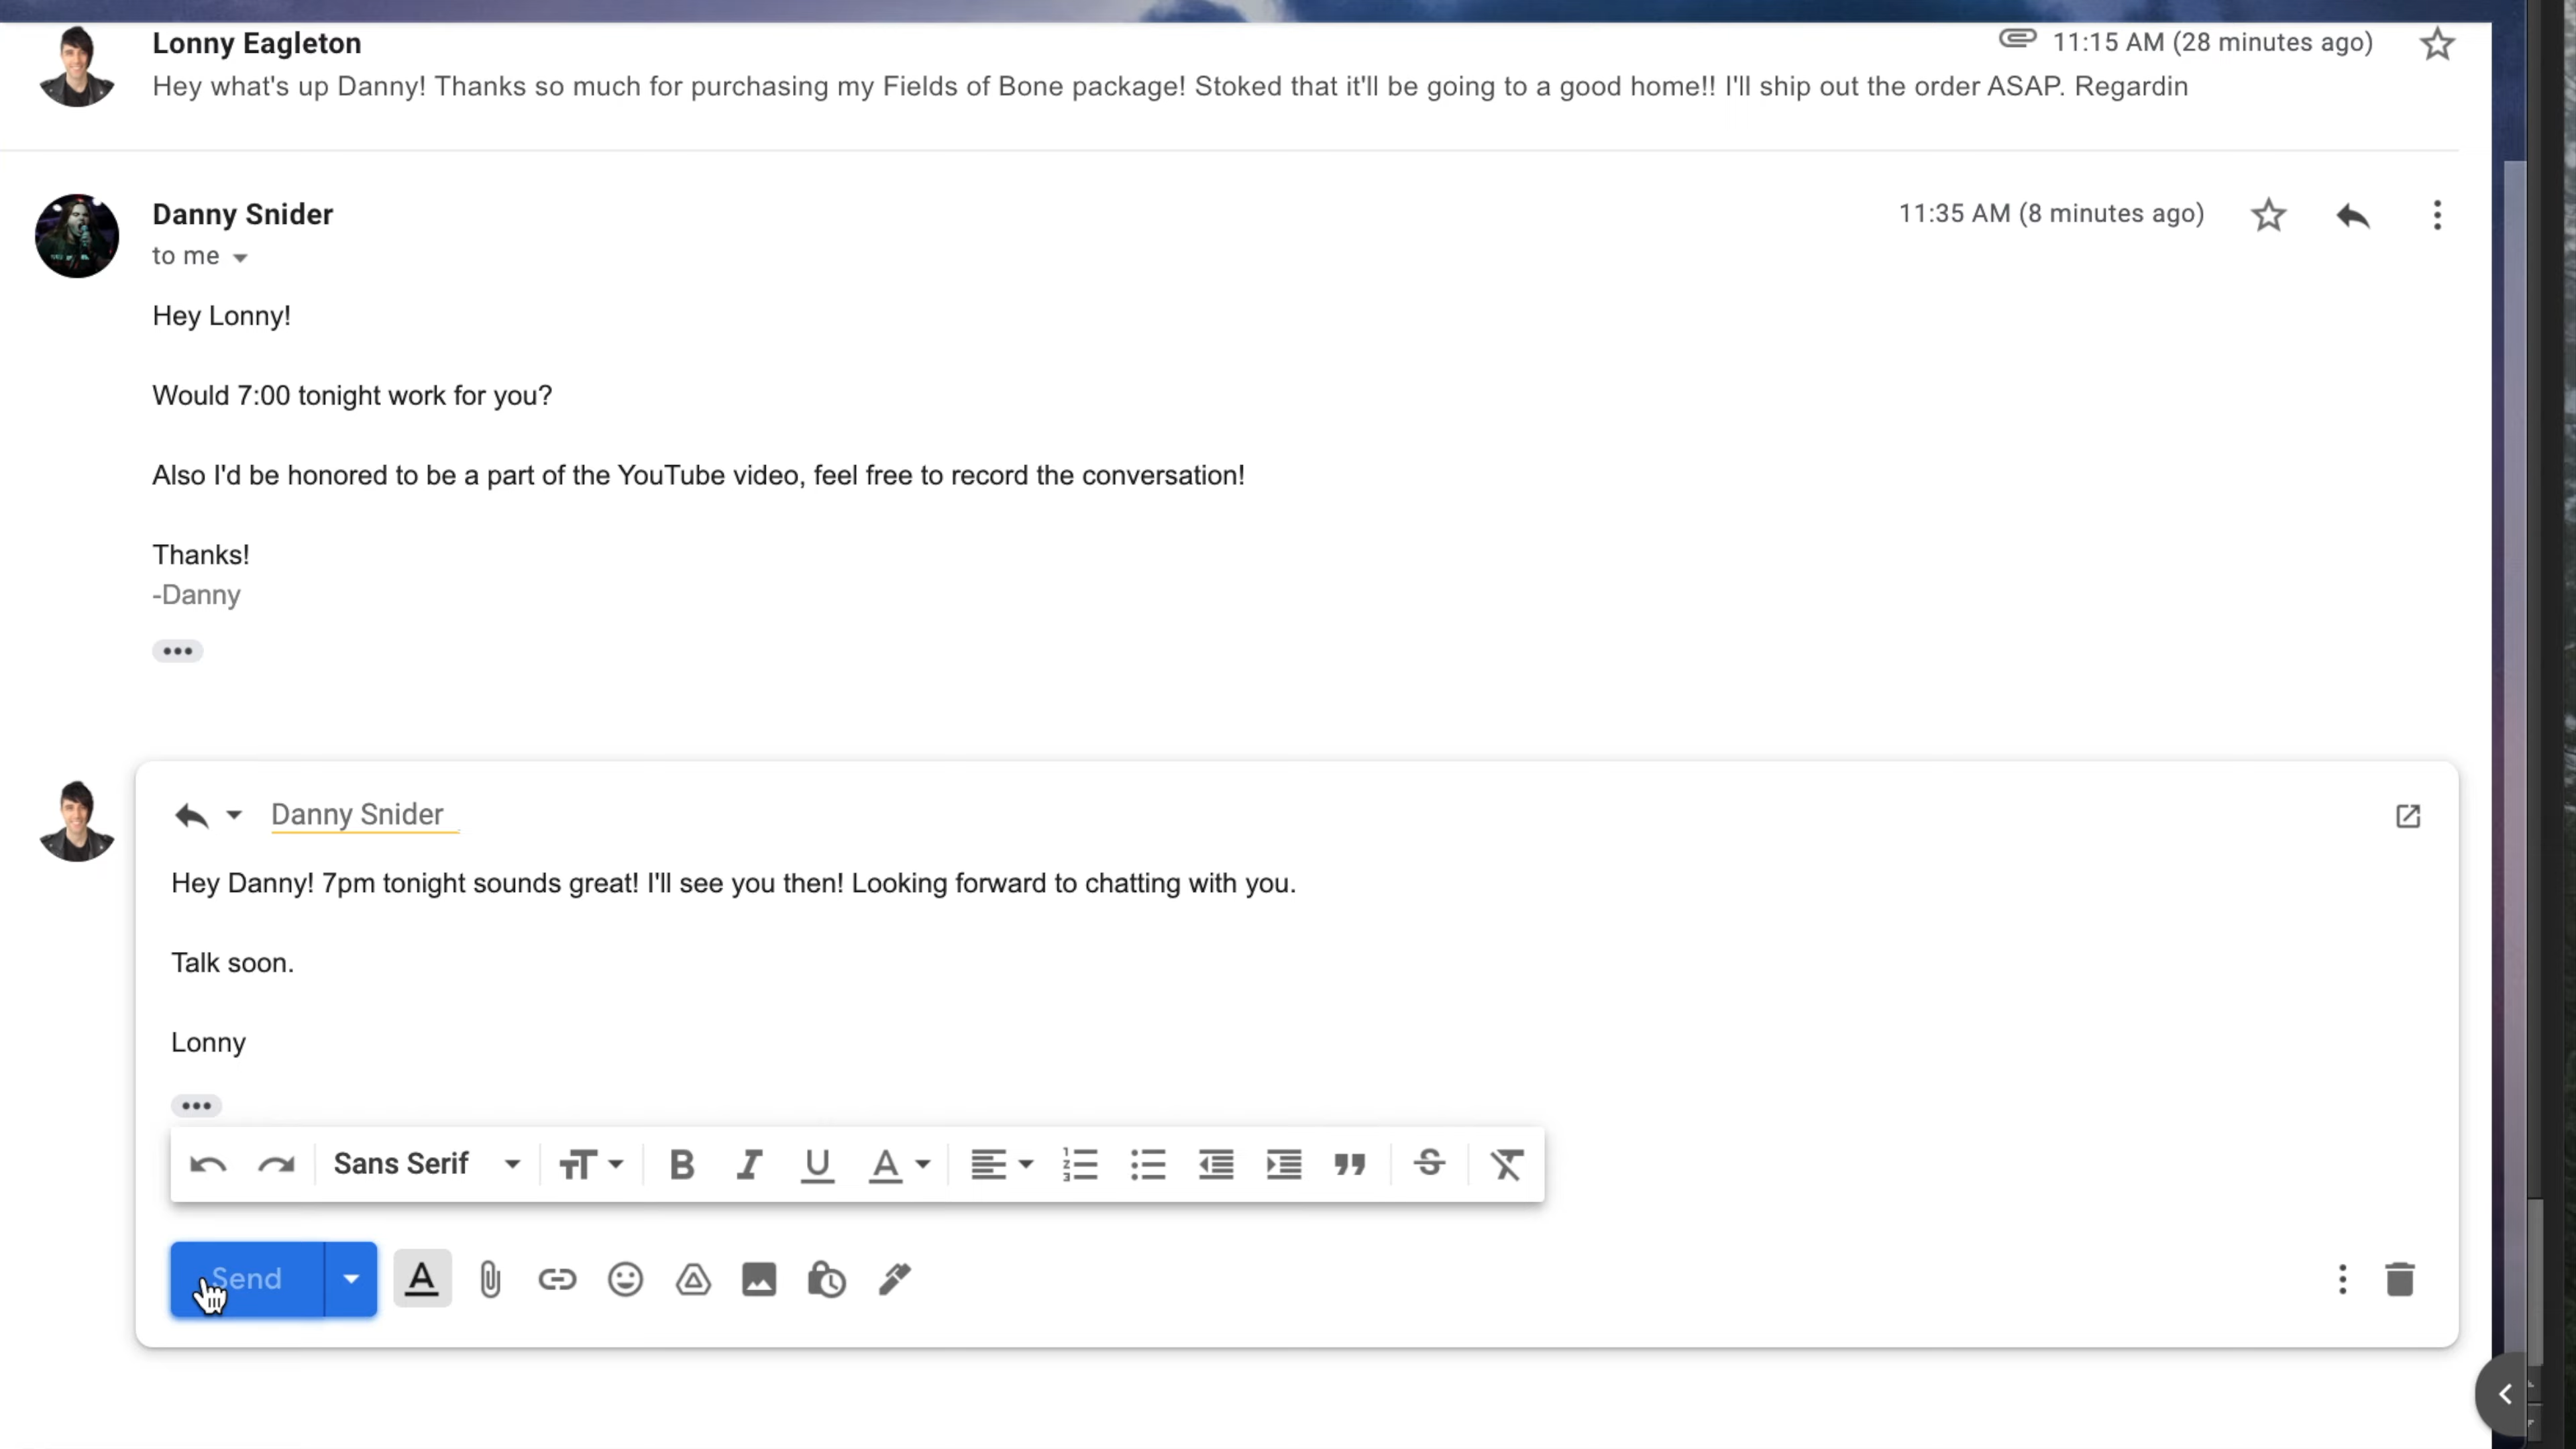 Lonny Eagleton
11:15 AM (28 minutes ago)
Hey what's up Danny! Thanks so much for purchasing my Fields of Bone package! Stoked that it'll be going to a good home!! I'll ship out the order ASAP. Regardin
Danny Snider
11:35 AM (8 minutes ago)
to me
Hey Lonny!
Would 7:00 tonight work for you?
Also I'd be honored to be a part of the YouTube video, feel free to record the conversation!
Thanks!
-Danny
Danny Snider
Hey Danny! 7pm tonight sounds great! I'll see you then! Looking forward to chatting with you.
Talk soon.
Lonny
Sans Serif
Send